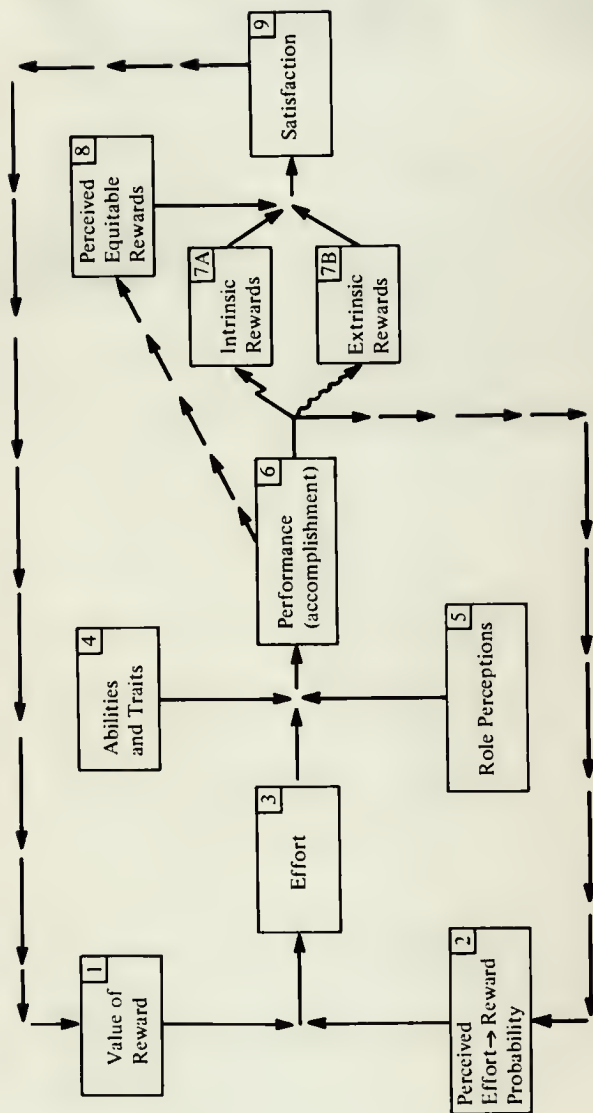 1
Value of
Reward
2
Perceived
Effort→Reward
Probability
3
Effort
4
Abilities
and Traits
5
Role Perceptions
6
Performance
(accomplishment)
7A
Intrinsic
Rewards
7B
Extrinsic
Rewards
8
Perceived
Equitable
Rewards
9
Satisfaction